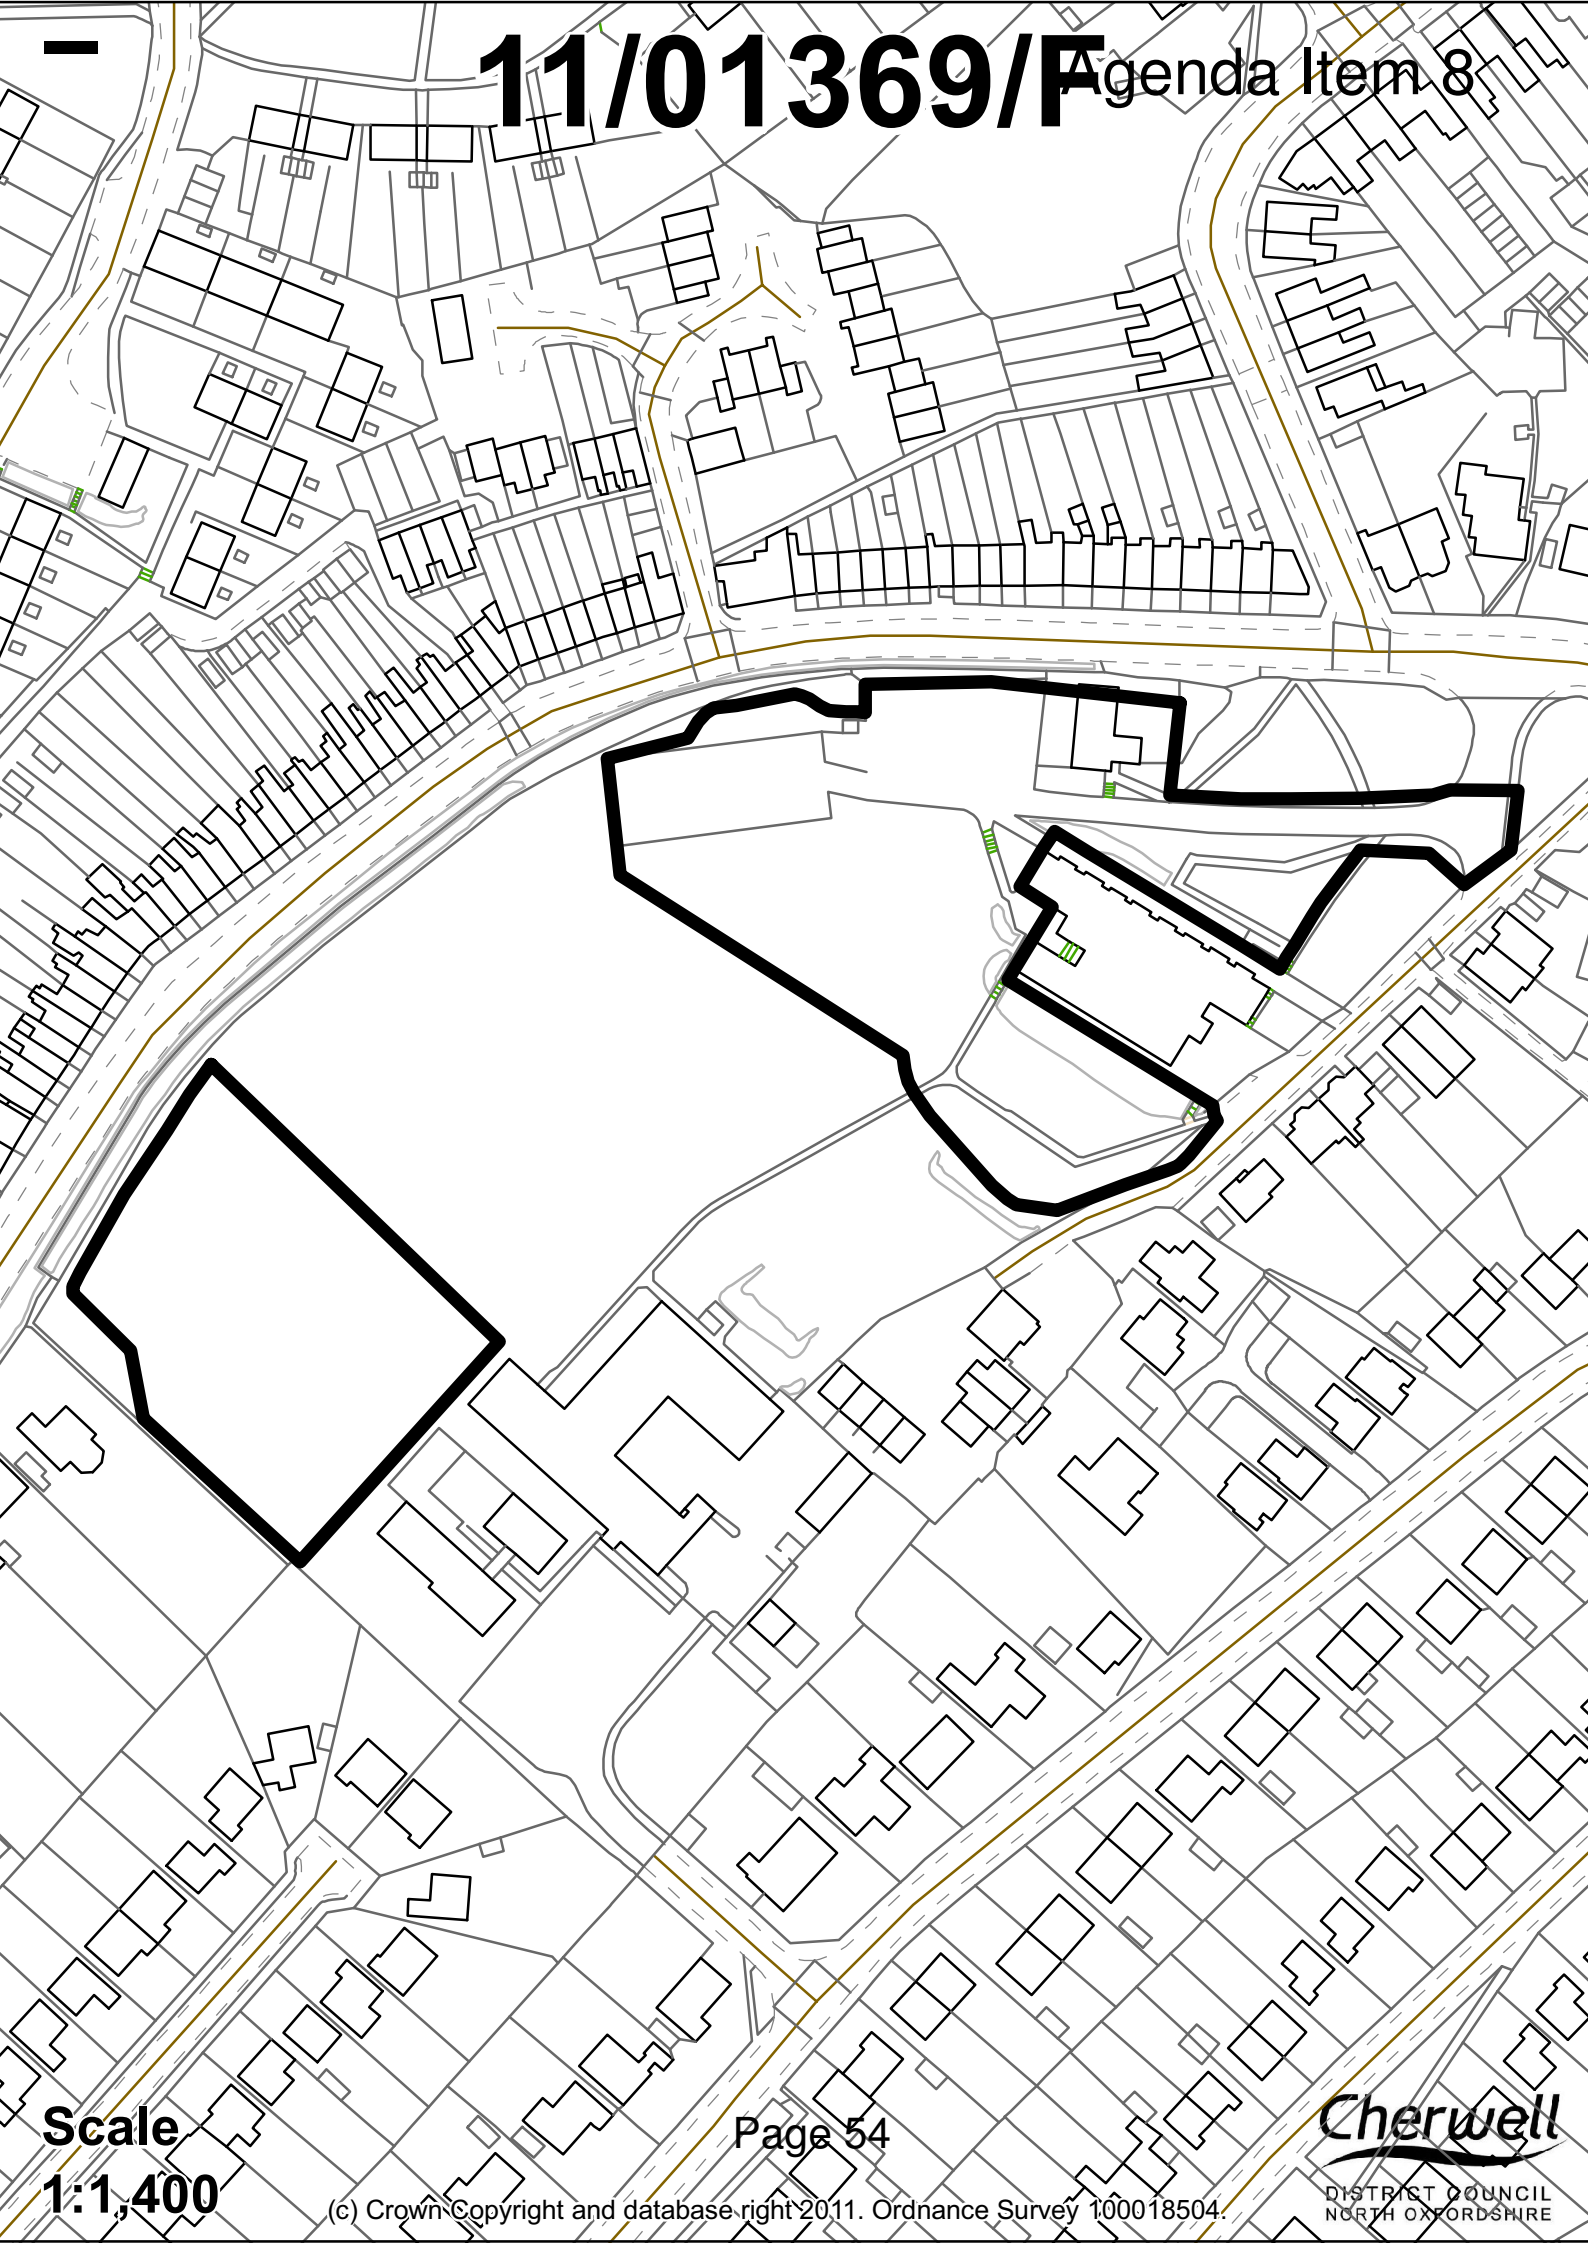 11/01369/F
Agenda Item 8
Scale
1:1,400
Page 54
(c) Crown Copyright and database right 2011. Ordnance Survey 100018504.
Cherwell
DISTRICT COUNCIL
NORTH OXFORDSHIRE